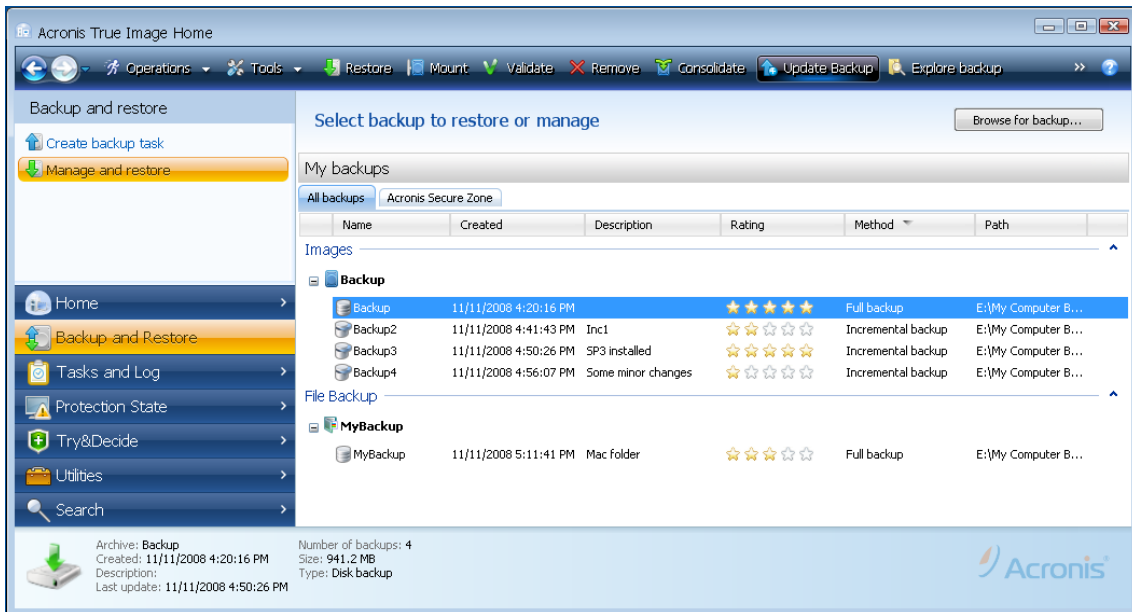 Acronis True Image Home
Operations Tools Restore Mount Validate Remove Consolidate Update Backup Explore backup »
Backup and restore
Create backup task
Manage and restore
Home
Backup and Restore
Tasks and Log
Protection State
Try&Decide
Utilities
Search
Select backup to restore or manage
Browse for backup...
My backups
All backups Acronis Secure Zone
Name Created Description Rating Method Path
Images
Backup
Backup 11/11/2008 4:20:16 PM Full backup E:\My Computer B...
Backup2 11/11/2008 4:41:43 PM Inc1 Incremental backup E:\My Computer B...
Backup3 11/11/2008 4:50:26 PM SP3 installed Incremental backup E:\My Computer B...
Backup4 11/11/2008 4:56:07 PM Some minor changes Incremental backup E:\My Computer B...
File Backup
MyBackup
MyBackup 11/11/2008 5:11:41 PM Mac folder Full backup E:\My Computer B...
Archive: Backup
Created: 11/11/2008 4:20:16 PM
Description:
Last update: 11/11/2008 4:50:26 PM
Number of backups: 4
Size: 941.2 MB
Type: Disk backup
Acronis